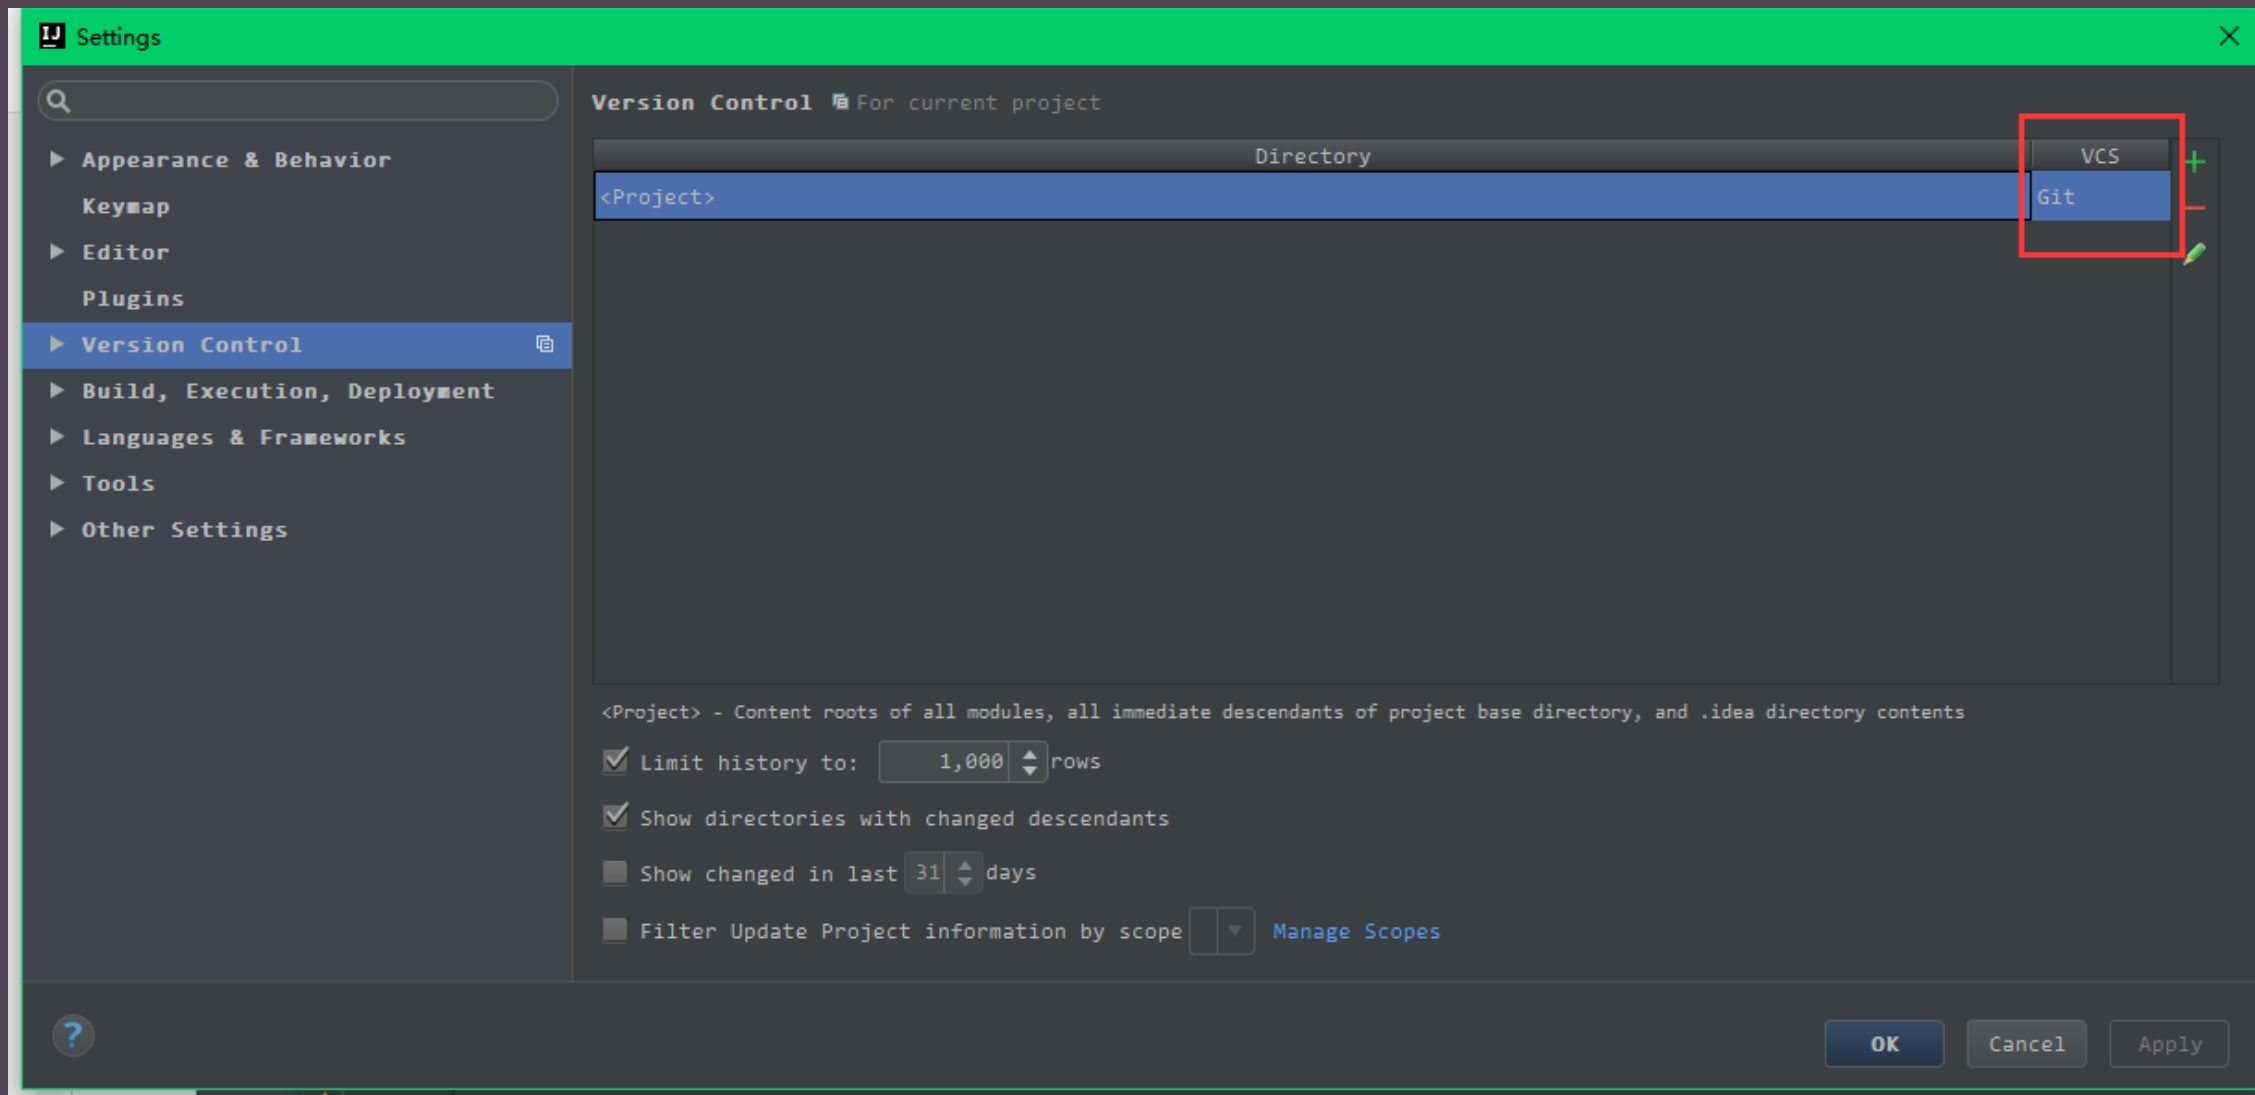 IJ Settings
Version Control For current project
Appearance & Behavior
Keymap
Editor
Plugins
Version Control
Build, Execution, Deployment
Languages & Frameworks
Tools
Other Settings
Directory VCS
<Project> Git
<Project> - Content roots of all modules, all immediate descendants of project base directory, and .idea directory contents
Limit history to: 1,000 rows
Show directories with changed descendants
Show changed in last 31 days
Filter Update Project information by scope Manage Scopes
?
OK Cancel Apply